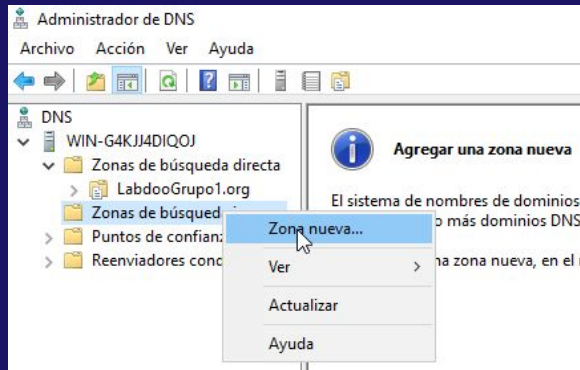 Administrador de DNS
Archivo Acción Ver Ayuda
DNS
WIN-G4KJJ4DIQOJ
Zonas de búsqueda directa
LabdooGrupo1.org
Zonas de búsqued
Puntos de confian
Reenviadores cond
Zona nueva...
Ver
Actualizar
Ayuda
Agregar una zona nueva
El sistema de nombres de dominios
o más dominios DNS
na zona nueva, en el